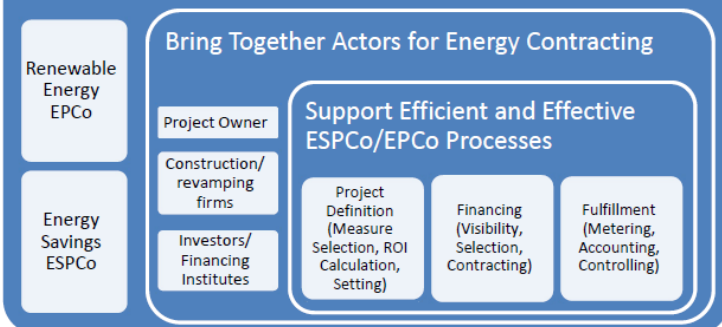 Renewable
Energy
EPCo
Energy
Savings
ESPCo
Bring Together Actors for Energy Contracting
Project Owner
Construction/
revamping
firms
Investors/
Financing
Institutes
Support Efficient and Effective
ESPCo/EPCo Processes
Project
Definition
(Measure
Selection, ROI
Calculation,
Setting)
Financing
(Visibility,
Selection,
Contracting)
Fulfillment
(Metering,
Accounting,
Controlling)